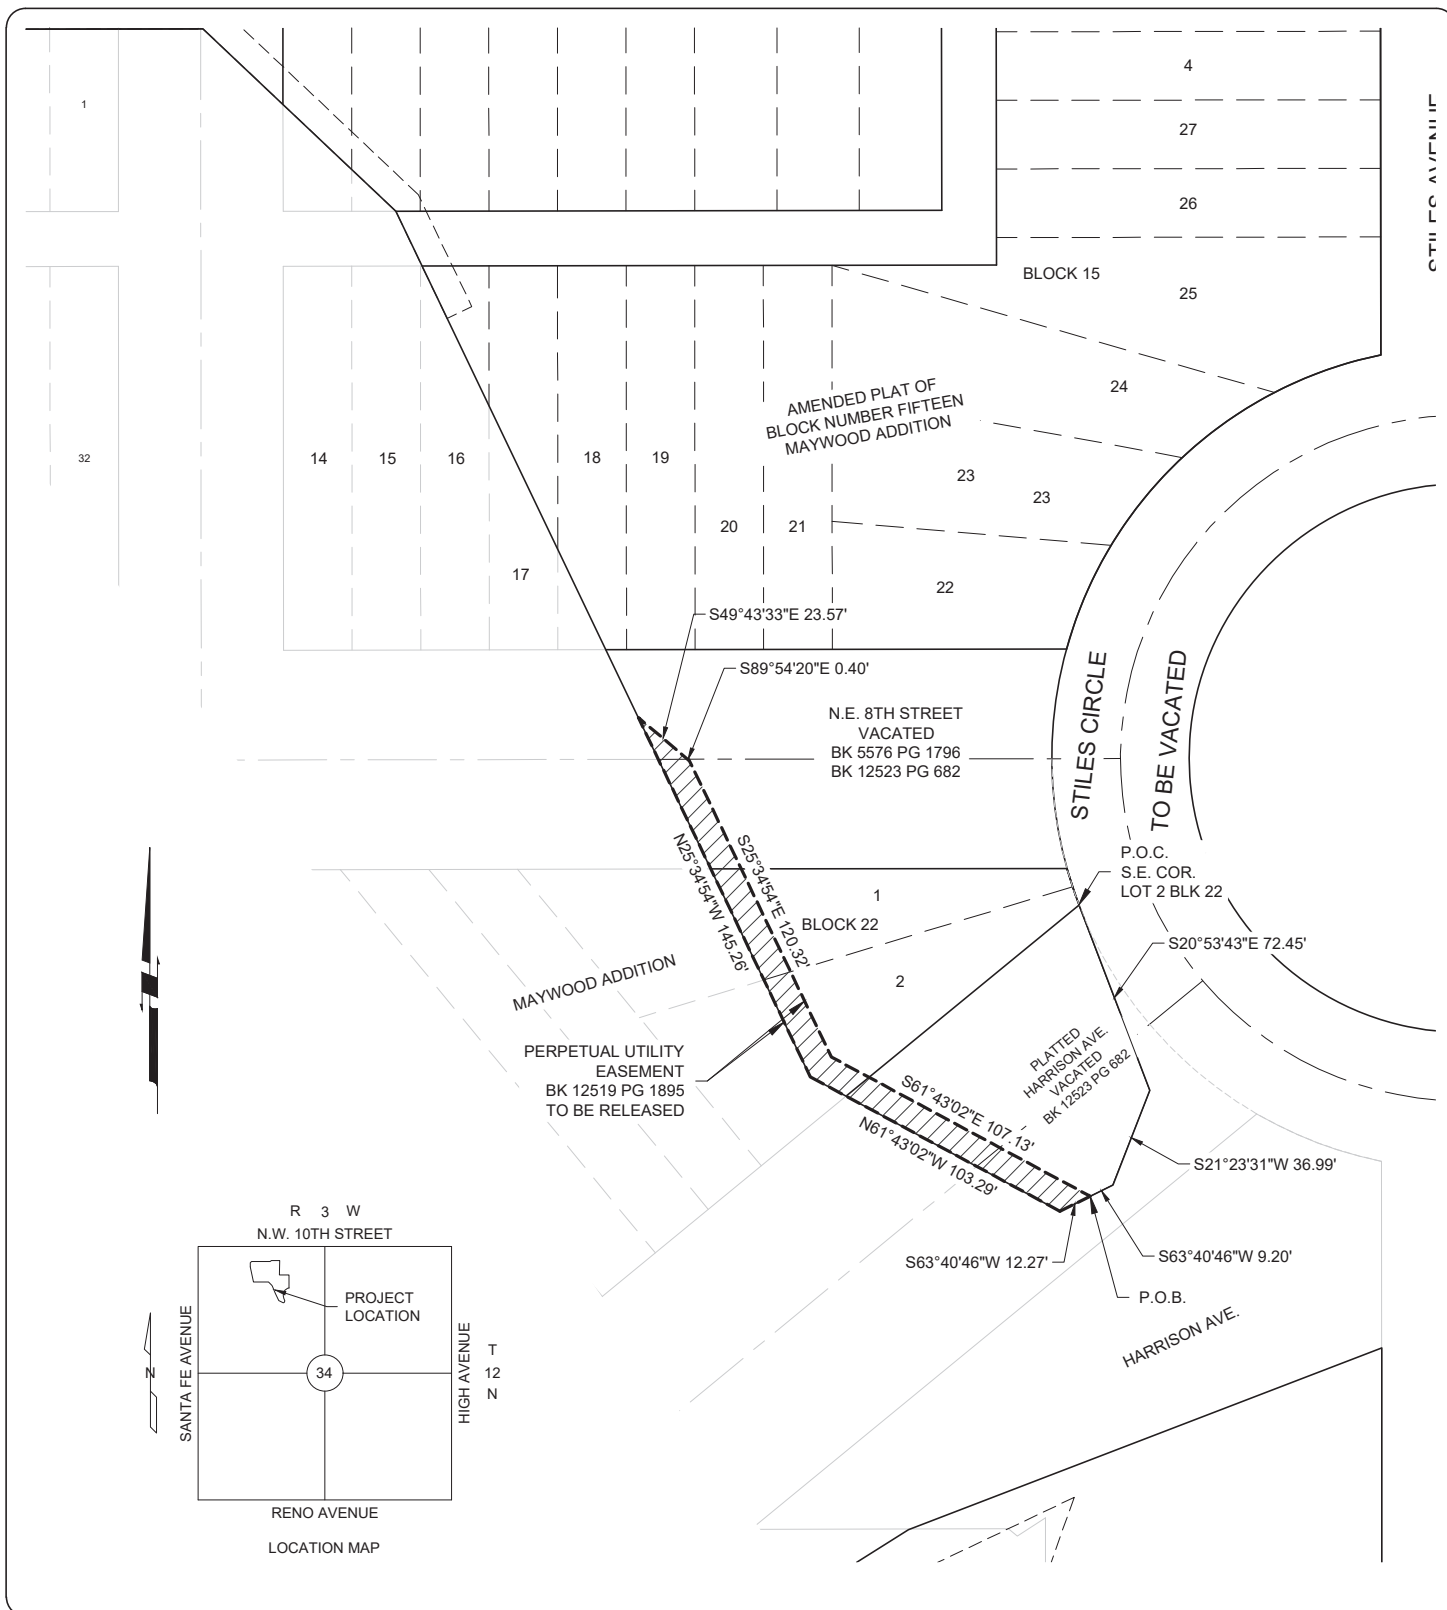 1
4
27
26
25
STILES AVENUE
BLOCK 15
24
AMENDED PLAT OF
BLOCK NUMBER FIFTEEN
MAYWOOD ADDITION
32
14
15
16
18
19
23
23
20
21
17
22
S49°43'33"E 23.57'
S89°54'20"E 0.40'
N.E. 8TH STREET
VACATED
BK 5576 PG 1796
BK 12523 PG 682
STILES CIRCLE
TO BE VACATED
P.O.C.
S.E. COR.
LOT 2 BLK 22
N25°34'54"W 145.26'
S25°34'54"E 120.32'
1
BLOCK 22
2
S20°53'43"E 72.45'
MAYWOOD ADDITION
PERPETUAL UTILITY
EASEMENT
BK 12519 PG 1895
TO BE RELEASED
PLATTED
HARRISON AVE.
VACATED
BK 12523 PG 682
S61°43'02"E 107.13'
N61°43'02"W 103.29'
S21°23'31"W 36.99'
S63°40'46"W 12.27'
S63°40'46"W 9.20'
P.O.B.
HARRISON AVE.
R 3 W
N.W. 10TH STREET
PROJECT
LOCATION
SANTA FE AVENUE
HIGH AVENUE
T
12
N
34
N
RENO AVENUE
LOCATION MAP